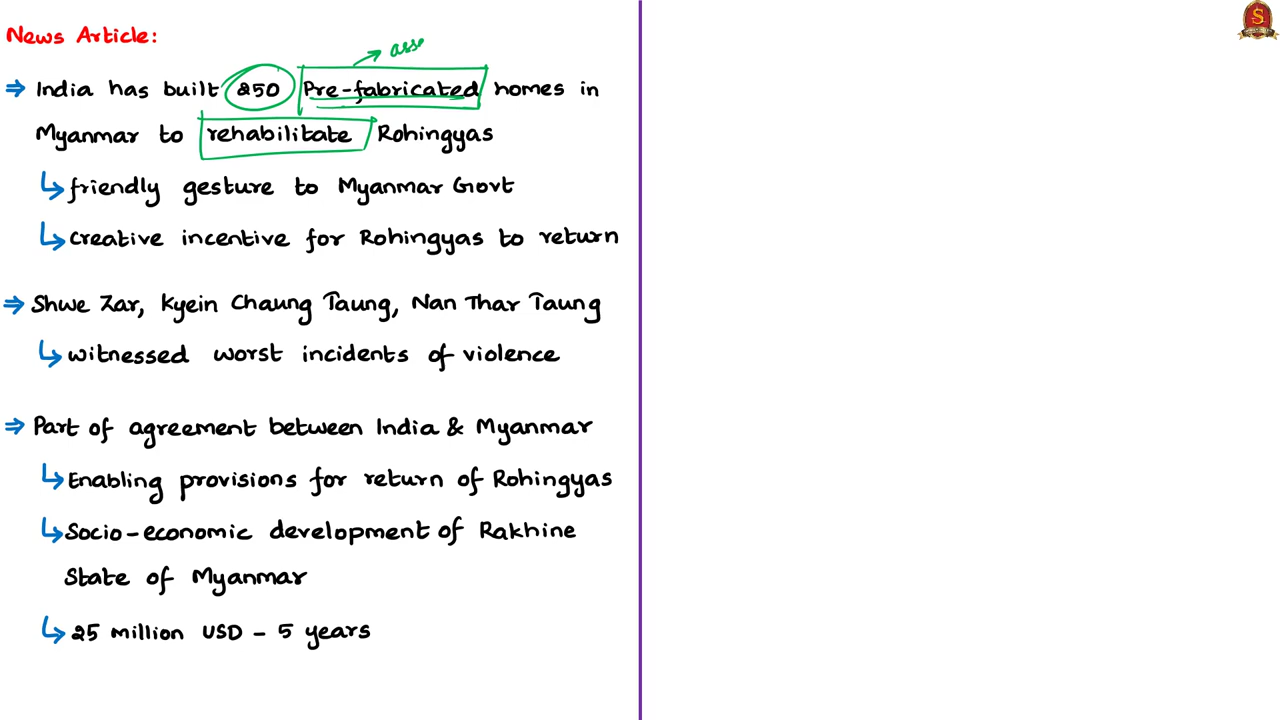 News Article:
asse
⇒ India has built 250 Pre-fabricated homes in
Myanmar to rehabilitate Rohingyas
↳ friendly gesture to Myanmar Govt
↳ Creative incentive for Rohingyas to return
⇒ Shwe Zar, Kyein Chaung Taung, Nan Thar Taung
↳ witnessed worst incidents of violence
⇒ Part of agreement between India & Myanmar
↳ Enabling provisions for return of Rohingyas
↳ Socio-economic development of Rakhine
State of Myanmar
↳ 25 million USD - 5 years
S